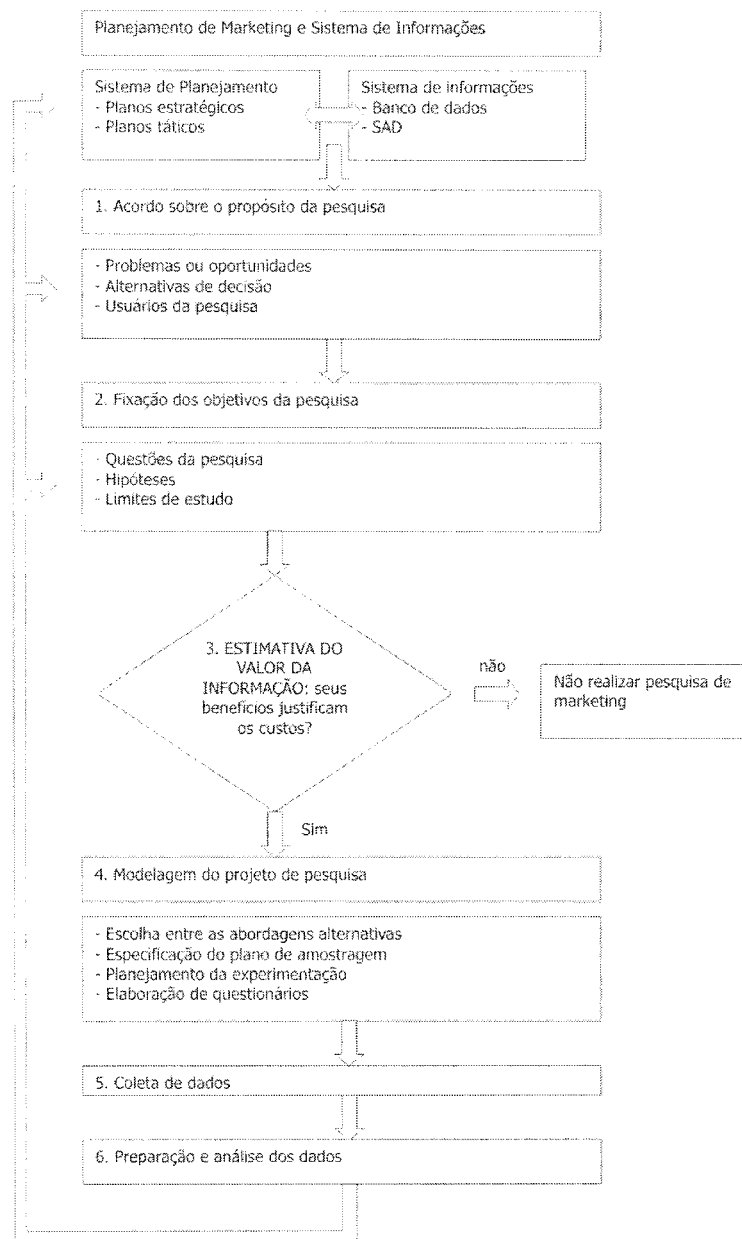 Planejamento de Marketing e Sistema de Informações
Sistema de Planejamento
- Planos estratégicos
- Planos táticos
Sistema de informações
- Banco de dados
- SAD
1. Acordo sobre o propósito da pesquisa
- Problemas ou oportunidades
- Alternativas de decisão
- Usuários da pesquisa
2. Fixação dos objetivos da pesquisa
- Questões da pesquisa
- Hipóteses
- Limites de estudo
3. ESTIMATIVA DO
VALOR DA
INFORMAÇÃO: seus
benefícios justificam
os custos?
não
Não realizar pesquisa de
marketing
Sim
4. Modelagem do projeto de pesquisa
- Escolha entre as abordagens alternativas
- Especificação do plano de amostragem
- Planejamento da experimentação
- Elaboração de questionários
5. Coleta de dados
6. Preparação e análise dos dados